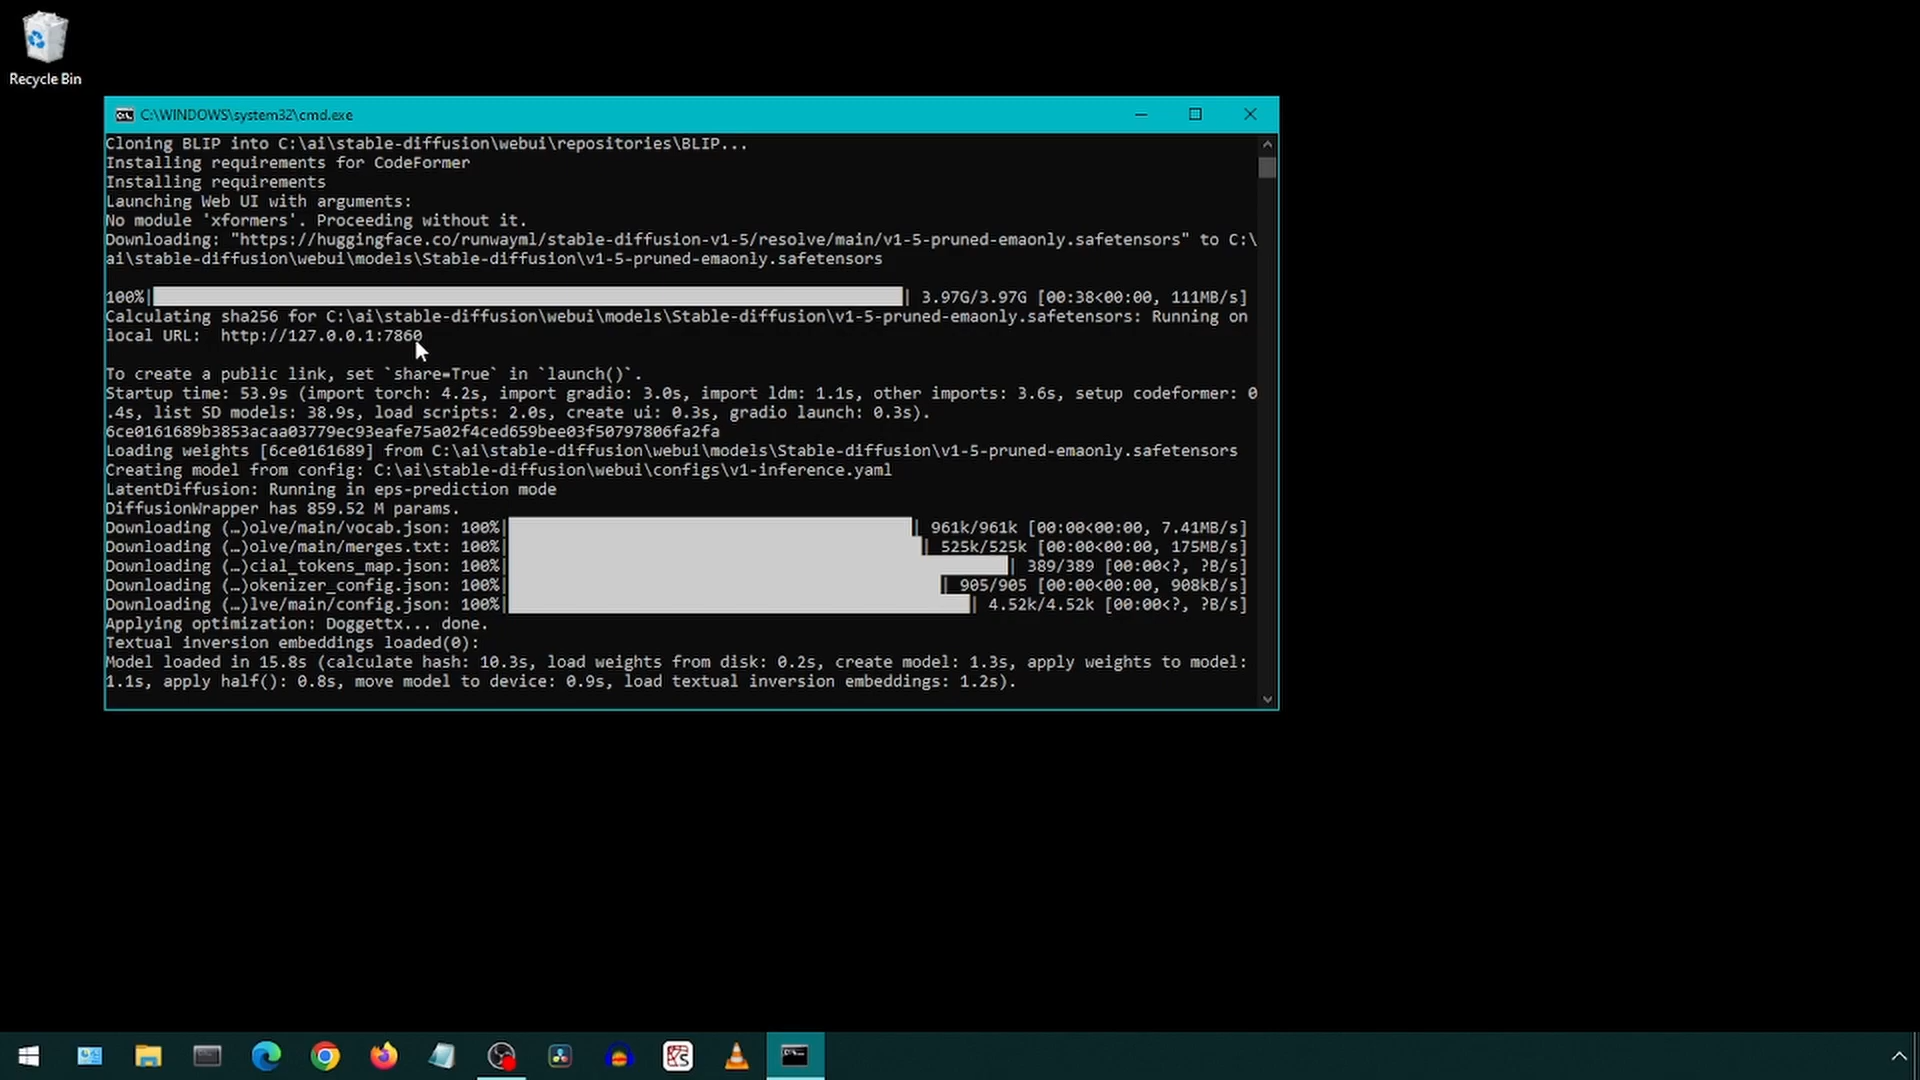 Recycle Bin
C:\WINDOWS\system32\cmd.exe
Cloning BLIP into C:\ai\stable-diffusion\webui\repositories\BLIP...
Installing requirements for CodeFormer
Installing requirements
Launching Web UI with arguments:
No module 'xformers'. Proceeding without it.
Downloading: "https://huggingface.co/runwayml/stable-diffusion-v1-5/resolve/main/v1-5-pruned-emaonly.safetensors" to C:\
ai\stable-diffusion\webui\models\Stable-diffusion\v1-5-pruned-emaonly.safetensors
100%| | 3.97G/3.97G [00:38<00:00, 111MB/s]
Calculating sha256 for C:\ai\stable-diffusion\webui\models\Stable-diffusion\v1-5-pruned-emaonly.safetensors: Running on
local URL:  http://127.0.0.1:7860
To create a public link, set `share=True` in `launch()`.
Startup time: 53.9s (import torch: 4.2s, import gradio: 3.0s, import ldm: 1.1s, other imports: 3.6s, setup codeformer: 0
.4s, list SD models: 38.9s, load scripts: 2.0s, create ui: 0.3s, gradio launch: 0.3s).
6ce0161689b3853acaa03779ec93eafe75a02f4ced659bee03f50797806fa2fa
Loading weights [6ce0161689] from C:\ai\stable-diffusion\webui\models\Stable-diffusion\v1-5-pruned-emaonly.safetensors
Creating model from config: C:\ai\stable-diffusion\webui\configs\v1-inference.yaml
LatentDiffusion: Running in eps-prediction mode
DiffusionWrapper has 859.52 M params.
Downloading (…)olve/main/vocab.json: 100%| | 961k/961k [00:00<00:00, 7.41MB/s]
Downloading (…)olve/main/merges.txt: 100%| | 525k/525k [00:00<00:00, 175MB/s]
Downloading (…)cial_tokens_map.json: 100%| | 389/389 [00:00<?, ?B/s]
Downloading (…)okenizer_config.json: 100%| | 905/905 [00:00<00:00, 908kB/s]
Downloading (…)lve/main/config.json: 100%| | 4.52k/4.52k [00:00<?, ?B/s]
Applying optimization: Doggettx... done.
Textual inversion embeddings loaded(0):
Model loaded in 15.8s (calculate hash: 10.3s, load weights from disk: 0.2s, create model: 1.3s, apply weights to model:
1.1s, apply half(): 0.8s, move model to device: 0.9s, load textual inversion embeddings: 1.2s).